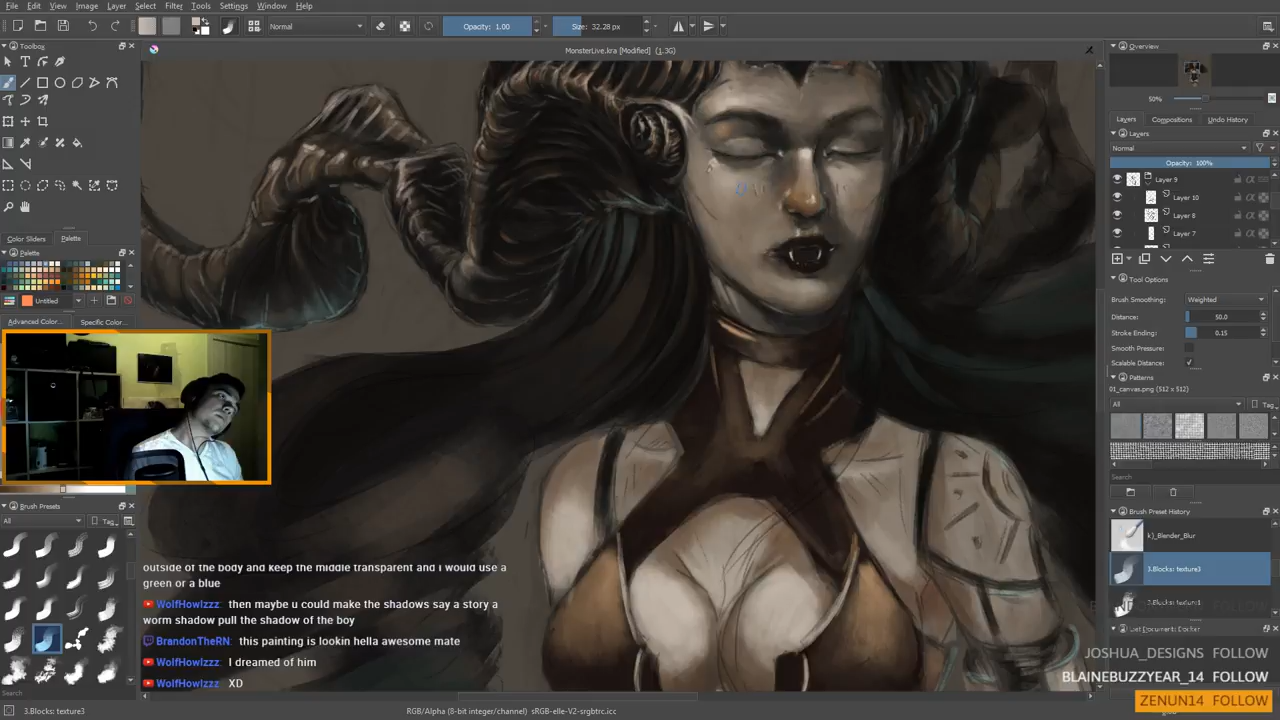 File Edit View Image Layer Select Filter Tools Settings Window Help
Normal Opacity: 1.00 Size: 32.28 px
Toolbox MonsterLive.kra [Modified] (1.3G) Overview
50%
Layers Compositions Undo History
Layers
Normal
Opacity: 100%
Layer 9
Layer 10
Layer 8
Layer 7
Color Sliders Palette
Palette
Untitled
Advanced Color... Specific Color...
Tool Options
Brush Smoothing: Weighted
Distance: 50.0
Stroke Ending: 0.15
Smooth Pressure:
Scalable Distance:
Patterns
01_canvas.png (512 x 512)
All Tag
Search
Brush Presets
All Tag
Search
Brush Preset History
k)_Blender_Blur
3.Blocks: texture3
3.Blocks: texture1
List Documents Docker
outside of the body and keep the middle transparent and i would use a
green or a blue
WolfHowlzzz: then maybe u could make the shadows say a story a
worm shadow pull the shadow of the boy
BrandonTheRN: this painting is lookin hella awesome mate
WolfHowlzzz I dreamed of him
WolfHowlzzz XD
JOSHUA_DESIGNS FOLLOW
BLAINEBUZZYEAR_14 FOLLOW
ZENUN14 FOLLOW
3.Blocks: texture3 RGB/Alpha (8-bit integer/channel) sRGB-elle-V2-srgbtrc.icc